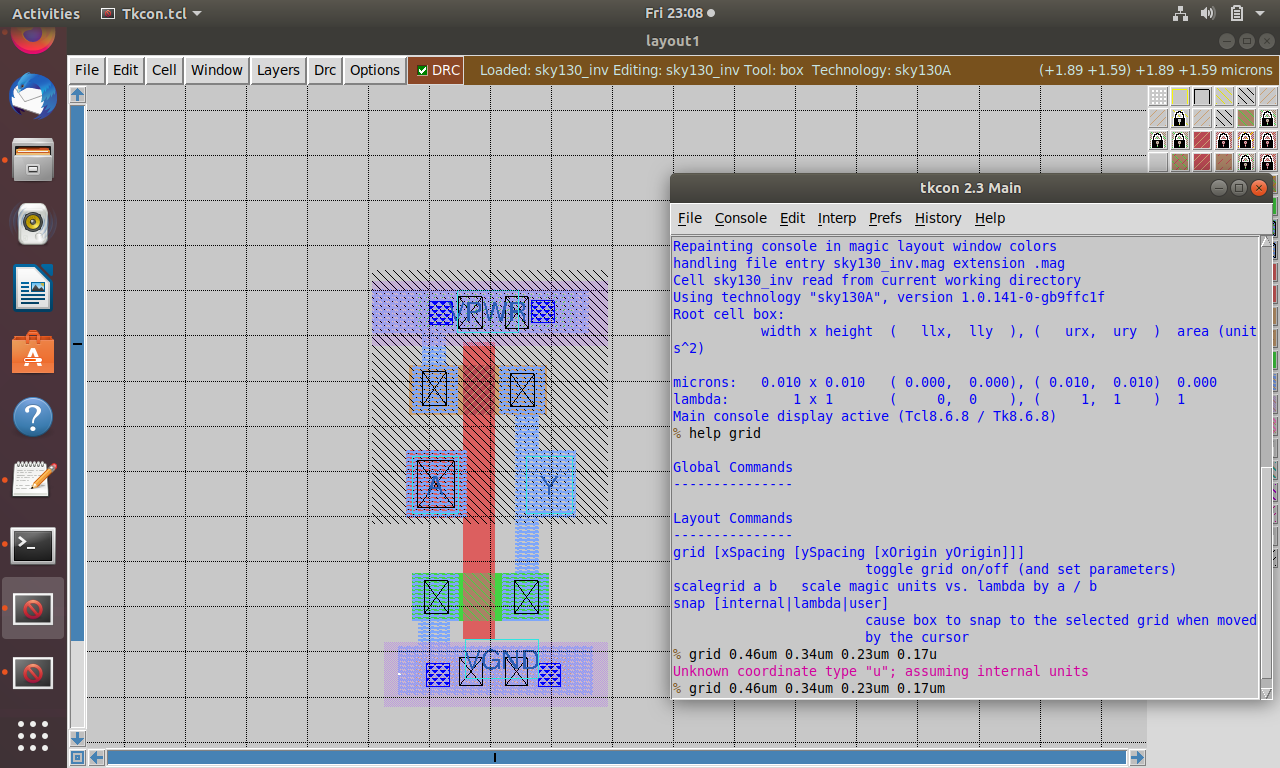 Activities Tkcon.tcl Fri 23:08
layout1
File Edit Cell Window Layers Drc Options DRC Loaded: sky130_inv Editing: sky130_inv Tool: box Technology: sky130A (+1.89 +1.59) +1.89 +1.59 microns
VPWR
A Y
VGND
tkcon 2.3 Main
File Console Edit Interp Prefs History Help
Repainting console in magic layout window colors
handling file entry sky130_inv.mag extension .mag
Cell sky130_inv read from current working directory
Using technology "sky130A", version 1.0.141-0-gb9ffc1f
Root cell box:
width x height ( llx, lly ), ( urx, ury ) area (unit
s^2)
microns: 0.010 x 0.010 ( 0.000, 0.000), ( 0.010, 0.010) 0.000
lambda: 1 x 1 ( 0, 0 ), ( 1, 1 ) 1
Main console display active (Tcl8.6.8 / Tk8.6.8)
% help grid
Global Commands
---------------
Layout Commands
---------------
grid [xSpacing [ySpacing [xOrigin yOrigin]]]
toggle grid on/off (and set parameters)
scalegrid a b scale magic units vs. lambda by a / b
snap [internal|lambda|user]
cause box to snap to the selected grid when moved
by the cursor
% grid 0.46um 0.34um 0.23um 0.17u
Unknown coordinate type "u"; assuming internal units
% grid 0.46um 0.34um 0.23um 0.17um